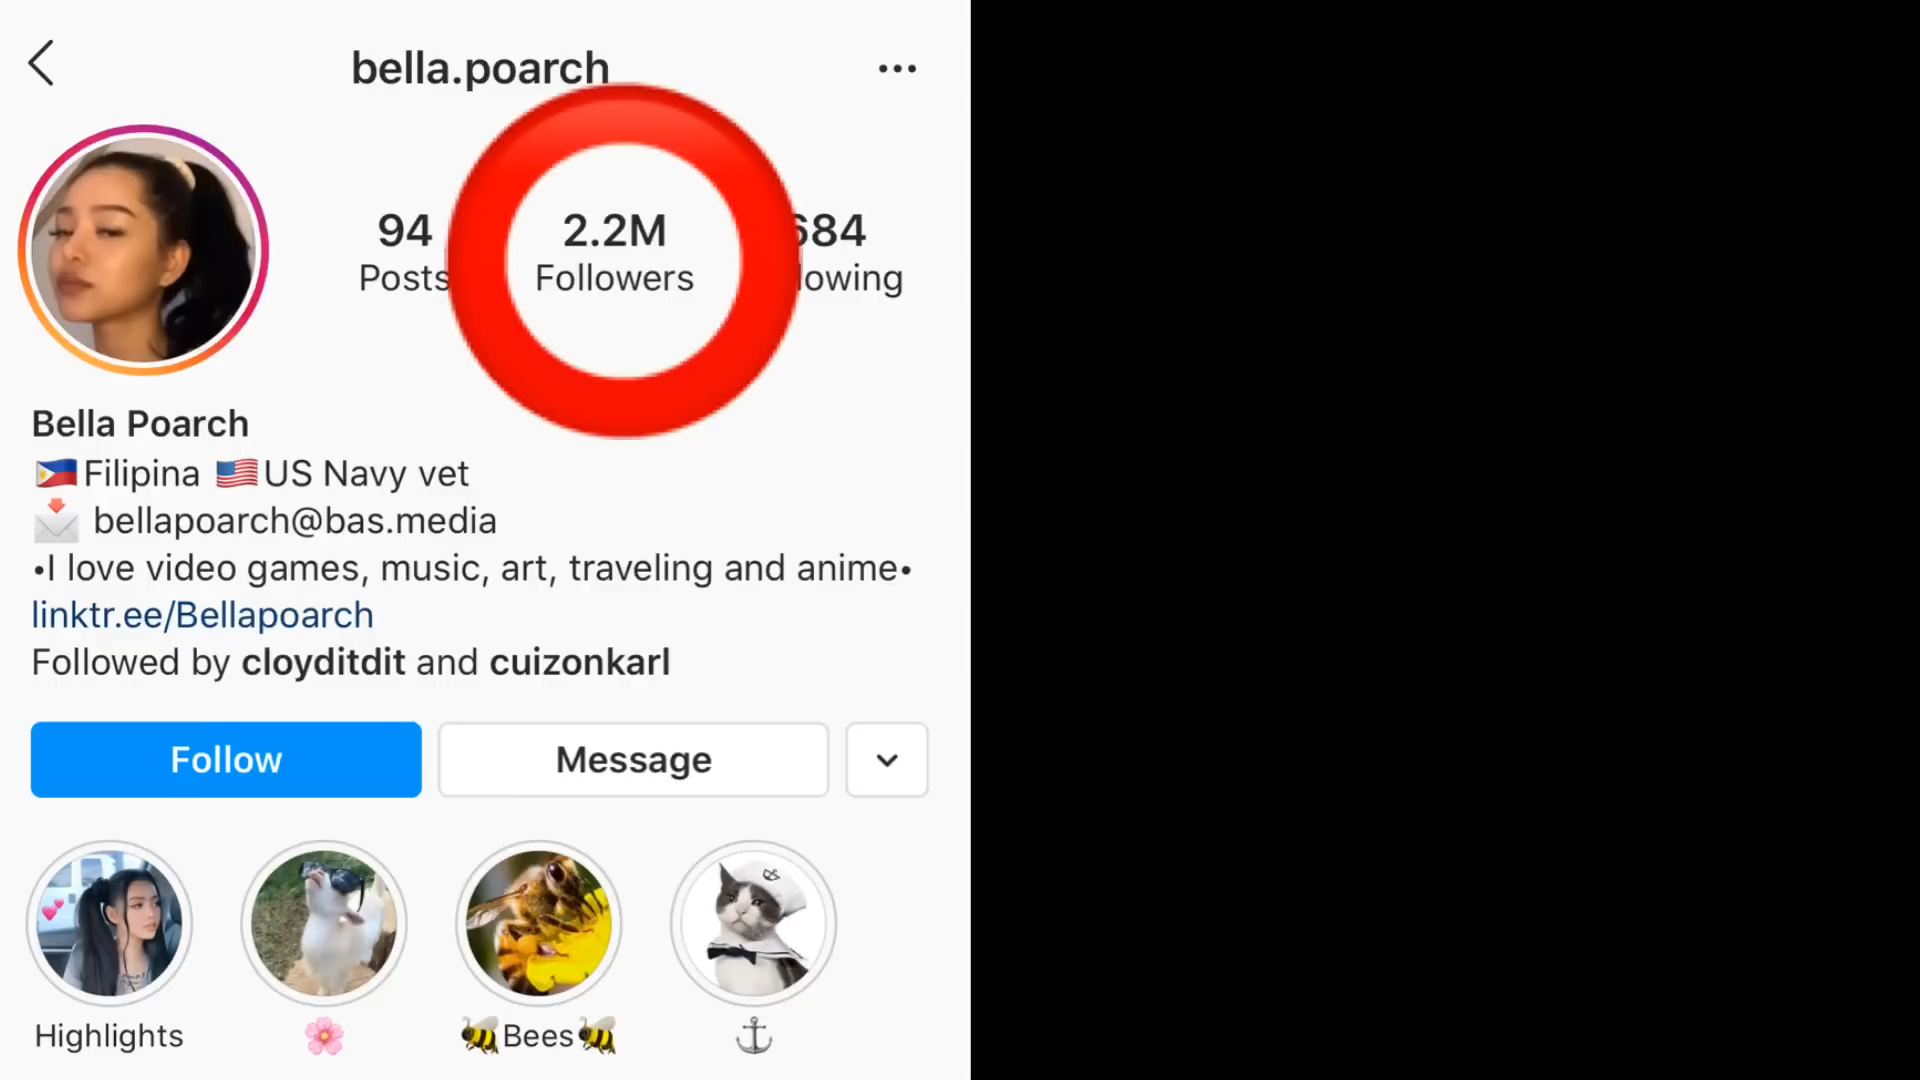 bella.poarch
94 2.2M 684
Posts Followers lowing
Bella Poarch
🇵🇭Filipina 🇺🇸US Navy vet
📩 bellapoarch@bas.media
•I love video games, music, art, traveling and anime•
linktr.ee/Bellapoarch
Followed by cloyditdit and cuizonkarl
Follow Message
Highlights 🌸 🐝Bees🐝 ⚓